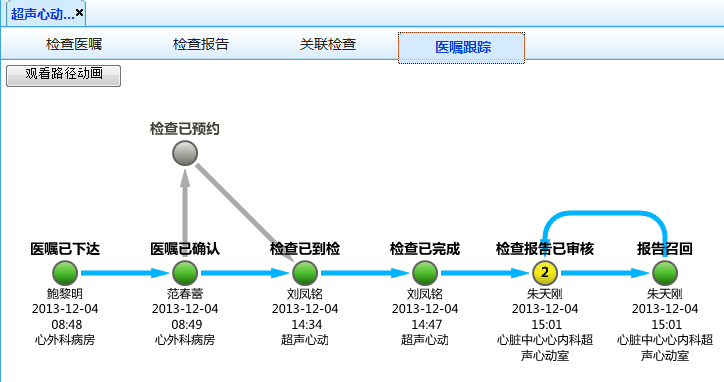 超声心动...
检查医嘱 检查报告 关联检查 医嘱跟踪
观看路径动画
检查已预约
医嘱已下达 医嘱已确认 检查已到检 检查已完成 检查报告已审核 报告召回
2
鲍黎明 范春蕾 刘凤铭 刘凤铭 朱天刚 朱天刚
2013-12-04 2013-12-04 2013-12-04 2013-12-04 2013-12-04 2013-12-04
08:48 08:49 14:34 14:47 15:01 15:01
心外科病房 心外科病房 超声心动 超声心动 心脏中心心内科超 心脏中心心内科超
声心动室 声心动室